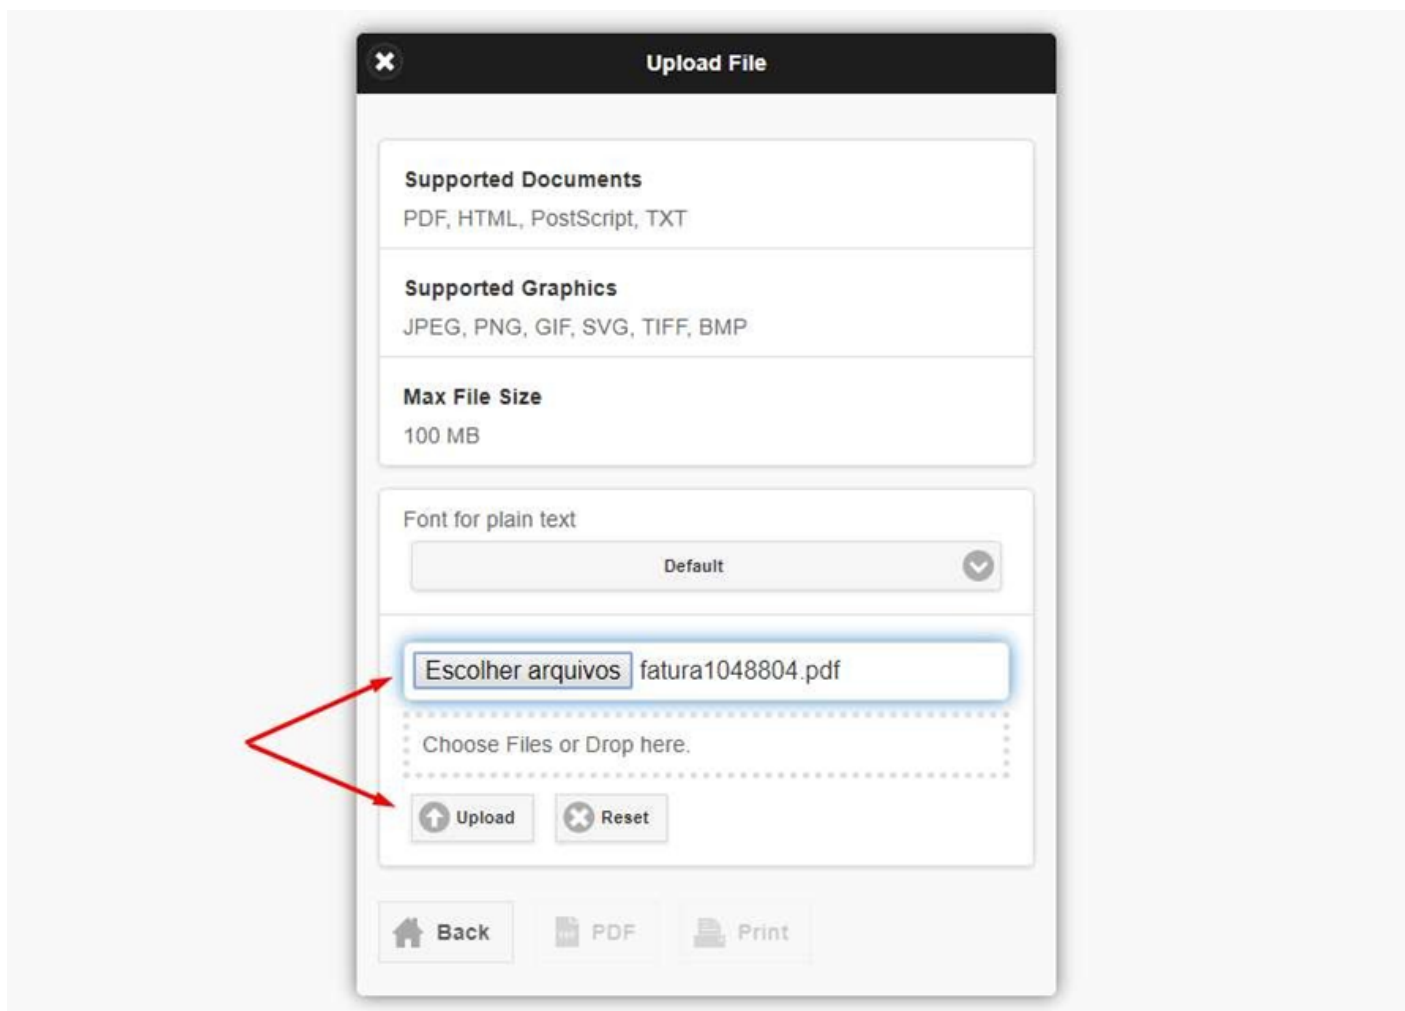 Upload File
Supported Documents
PDF, HTML, PostScript, TXT
Supported Graphics
JPEG, PNG, GIF, SVG, TIFF, BMP
Max File Size
100 MB
Font for plain text
Default
Escolher arquivos fatura1048804.pdf
Choose Files or Drop here.
Upload Reset
Back PDF Print